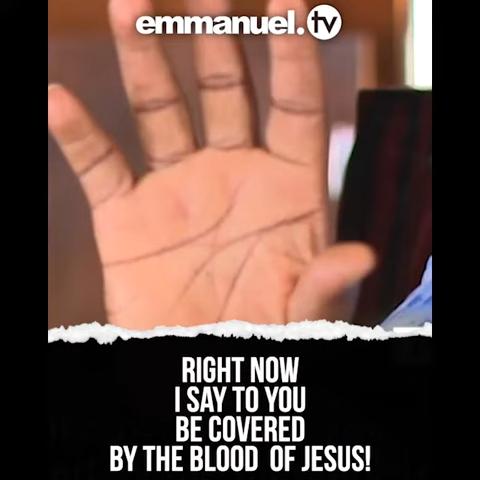 emmanuel.tv
RIGHT NOW
I SAY TO YOU
BE COVERED
BY THE BLOOD OF JESUS!